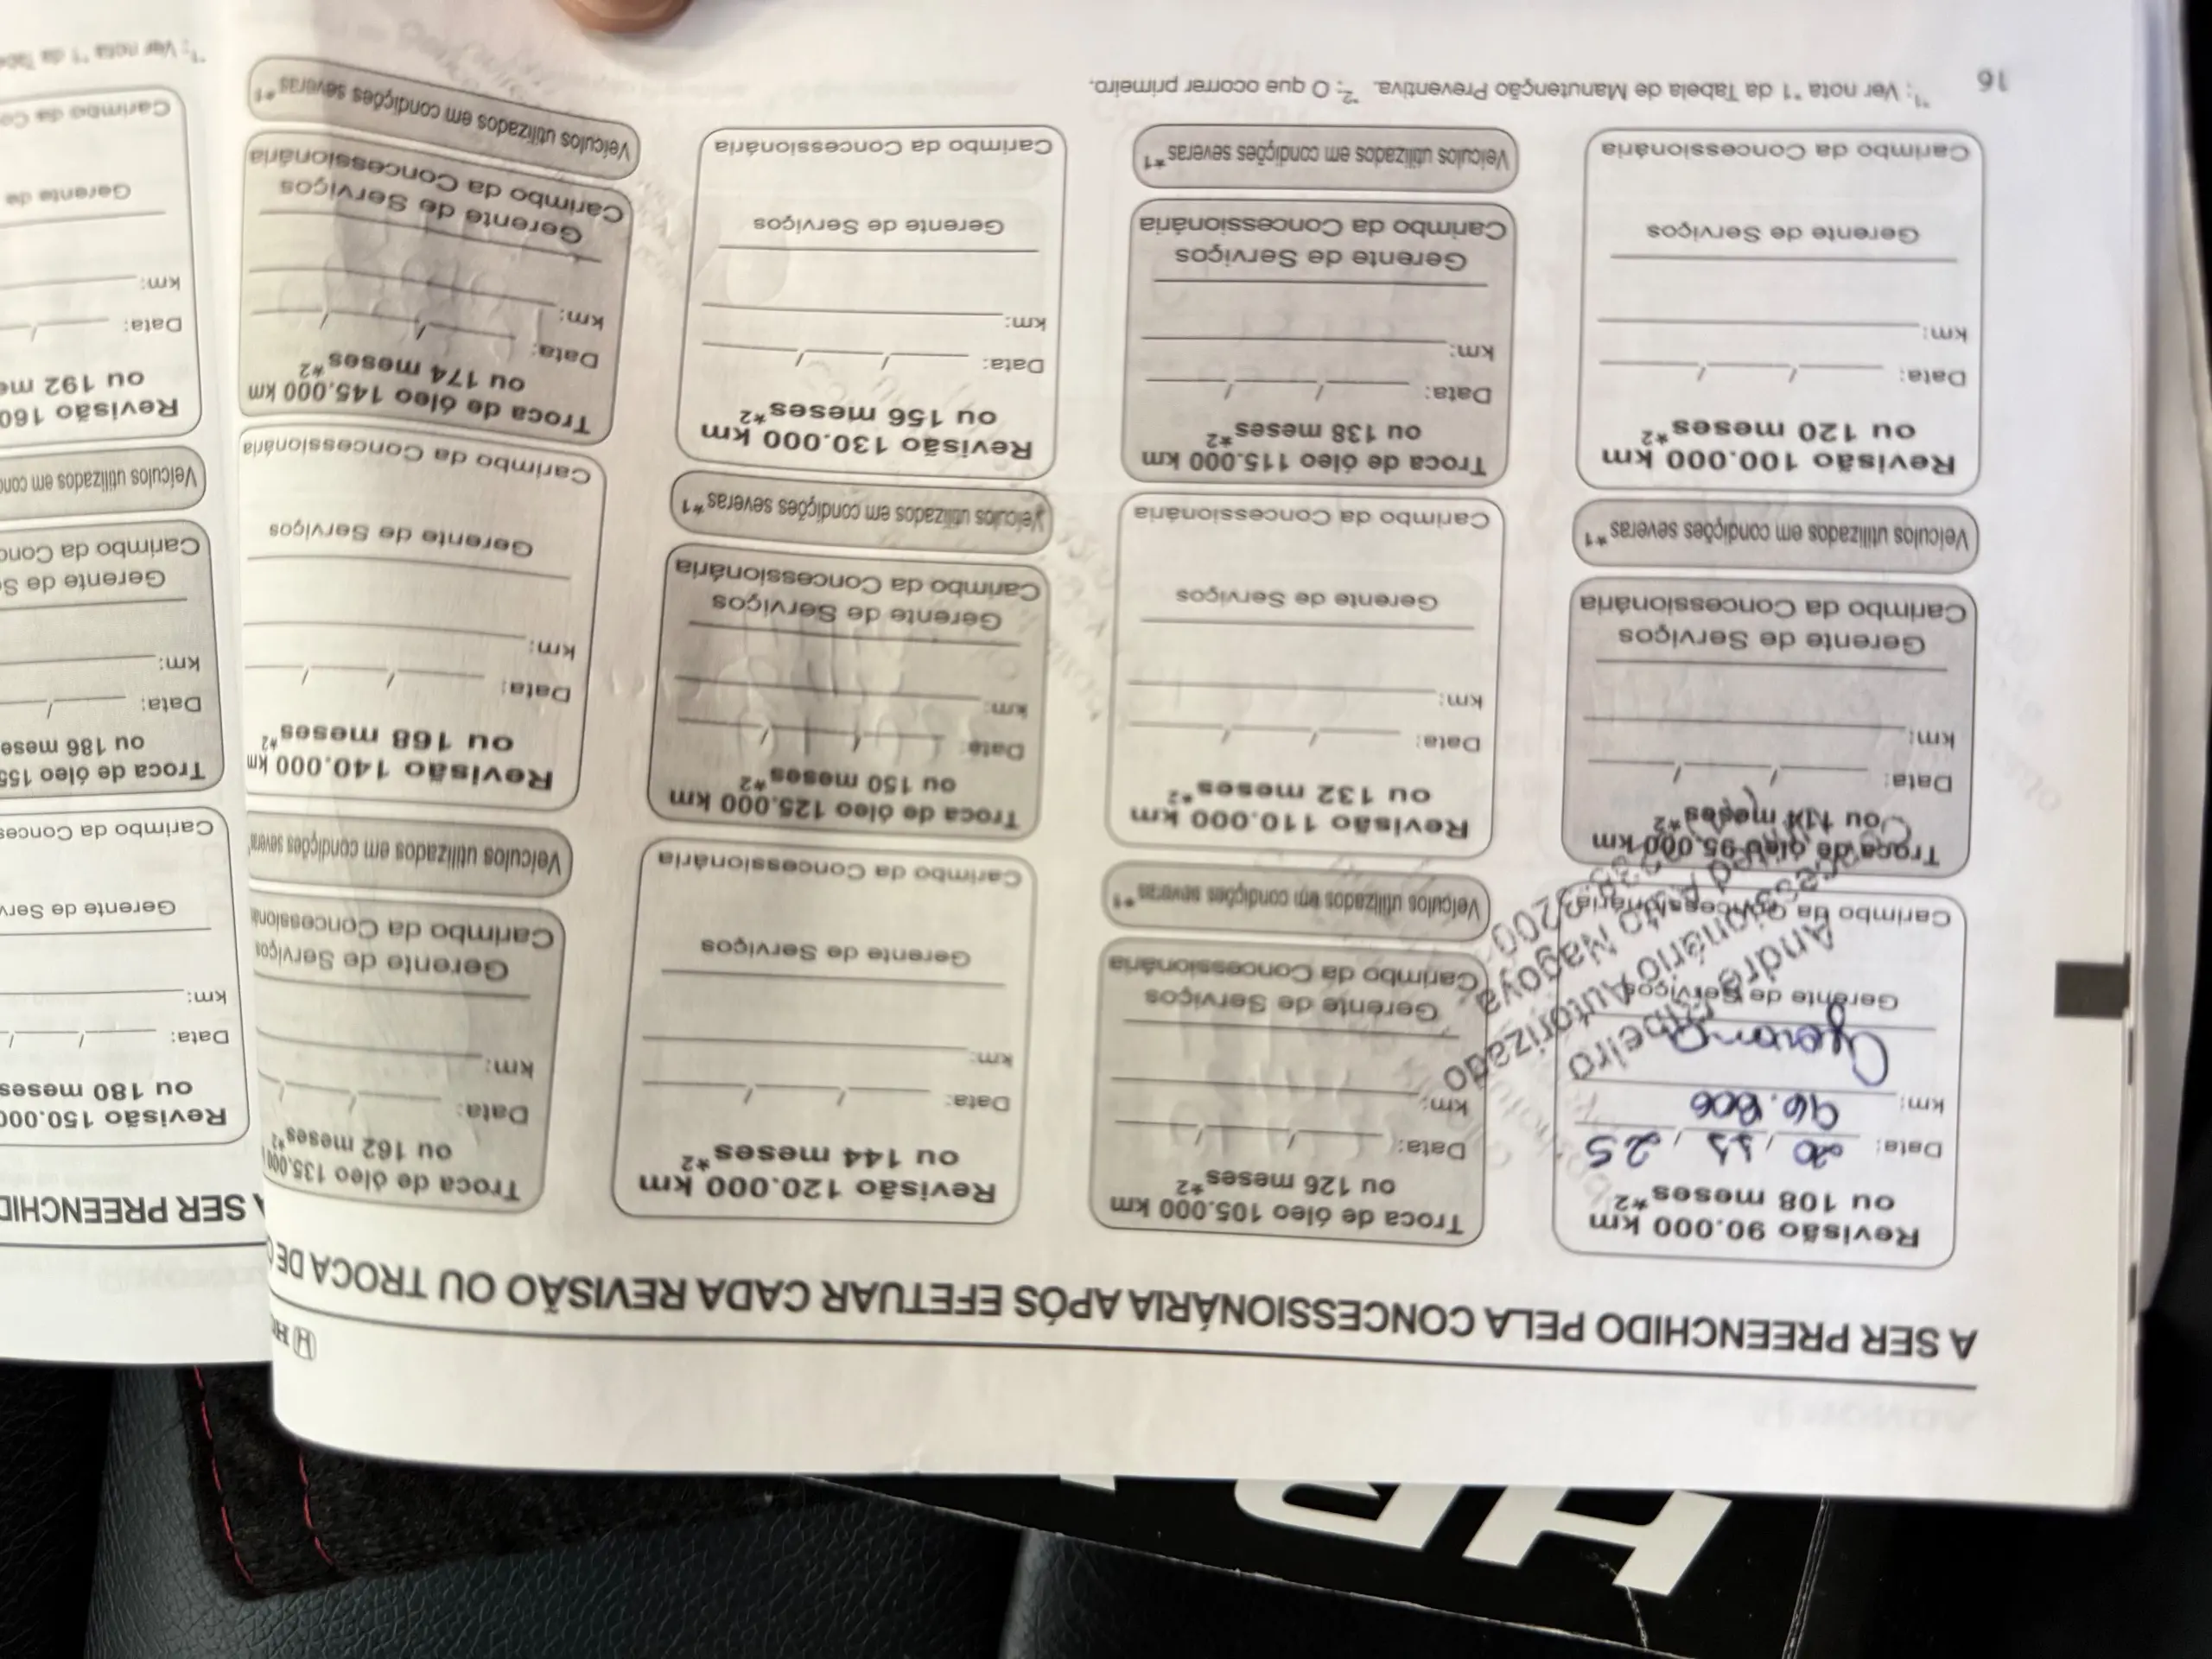 A SER PREENCHIDO PELA CONCESSIONÁRIA APÓS EFETUAR CADA REVISÃO OU TROCA DE
Revisão 90.000 km
ou 108 meses*2
Data: 20 / 11 / 25
km:
Gerente de Serviços
Carimbo da Concessionária
Andre Ribeiro
Autorizado
Nagoya
Troca de óleo 95.000 km
ou 114 meses*2
Data: / /
km:
Gerente de Serviços
Carimbo da Concessionária
Veículos utilizados em condições severas*1
Revisão 100.000 km
ou 120 meses*2
Data: / /
km:
Gerente de Serviços
Carimbo da Concessionária
Troca de óleo 105.000 km
ou 126 meses*2
Data: / /
km:
Gerente de Serviços
Carimbo da Concessionária
Veículos utilizados em condições severas*1
Revisão 110.000 km
ou 132 meses*2
Data: / /
km:
Gerente de Serviços
Carimbo da Concessionária
Troca de óleo 115.000 km
ou 138 meses*2
Data: / /
km:
Gerente de Serviços
Carimbo da Concessionária
Veículos utilizados em condições severas*1
Revisão 120.000 km
ou 144 meses*2
Data: / /
km:
Gerente de Serviços
Carimbo da Concessionária
Troca de óleo 125.000 km
ou 150 meses*2
Data: / /
km:
Gerente de Serviços
Carimbo da Concessionária
Veículos utilizados em condições severas*1
Revisão 130.000 km
ou 156 meses*2
Data: / /
km:
Gerente de Serviços
Carimbo da Concessionária
Troca de óleo 135.000
ou 162 meses*2
Data: / /
km:
Gerente de Serviços
Carimbo da
Veículos utilizados em condições
Revisão 140.000 km
ou 168 meses*2
Data: / /
km:
Gerente de Serviços
Carimbo da Concessionária
Troca de óleo 145.000 km
ou 174 meses*2
Data: / /
km:
Gerente de Serviços
Carimbo da Concessionária
Veículos utilizados em condições severas*1
*1: Ver nota *1 da Tabela de Manutenção Preventiva. *2: O que ocorrer primeiro.
16
A SER
Revisão 150.000
ou 180 meses
Data: / /
km:
Gerente de
Carimbo da
Troca de óleo
ou 186
Data: /
km:
Gerente de
Carimbo da
Veículos utilizados em
Revisão
ou 192
Data: /
km:
Gerente de
Carimbo da
*1: Ver nota *1 da